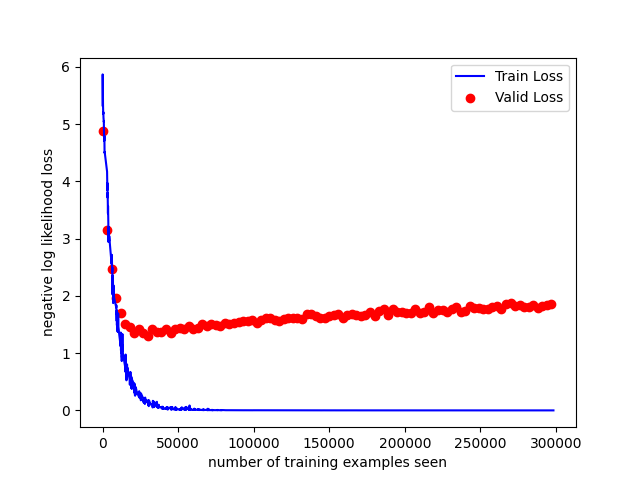 Train Loss
Valid Loss
negative log likelihood loss
6
5
4
3
2
1
0
0 50000 100000 150000 200000 250000 300000
number of training examples seen